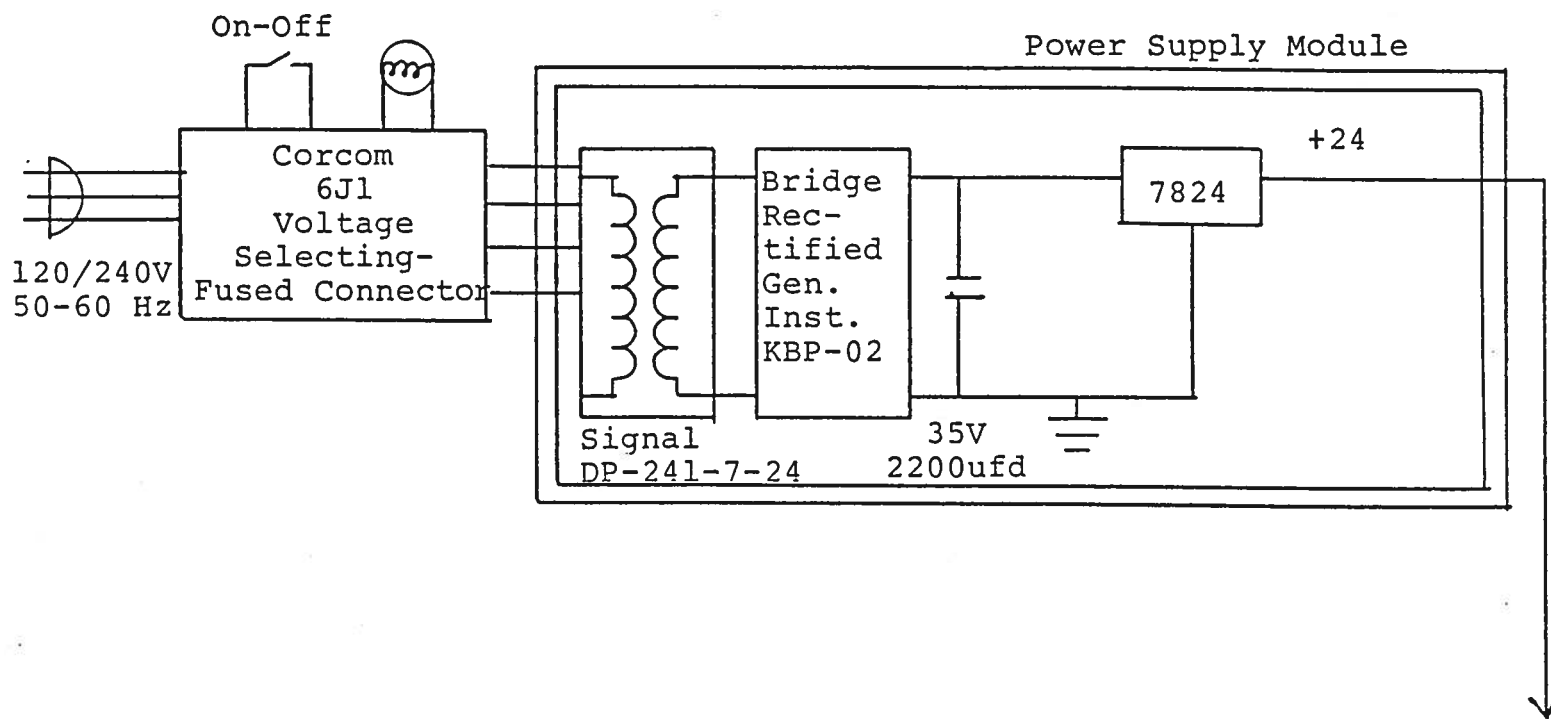 On-Off
Power Supply Module
Corcom
6J1
Voltage
Selecting-
Fused Connector
120/240V
50-60 Hz
Bridge
Rec-
tified
Gen.
Inst.
KBP-02
7824
+24
Signal
DP-241-7-24
35V
2200ufd